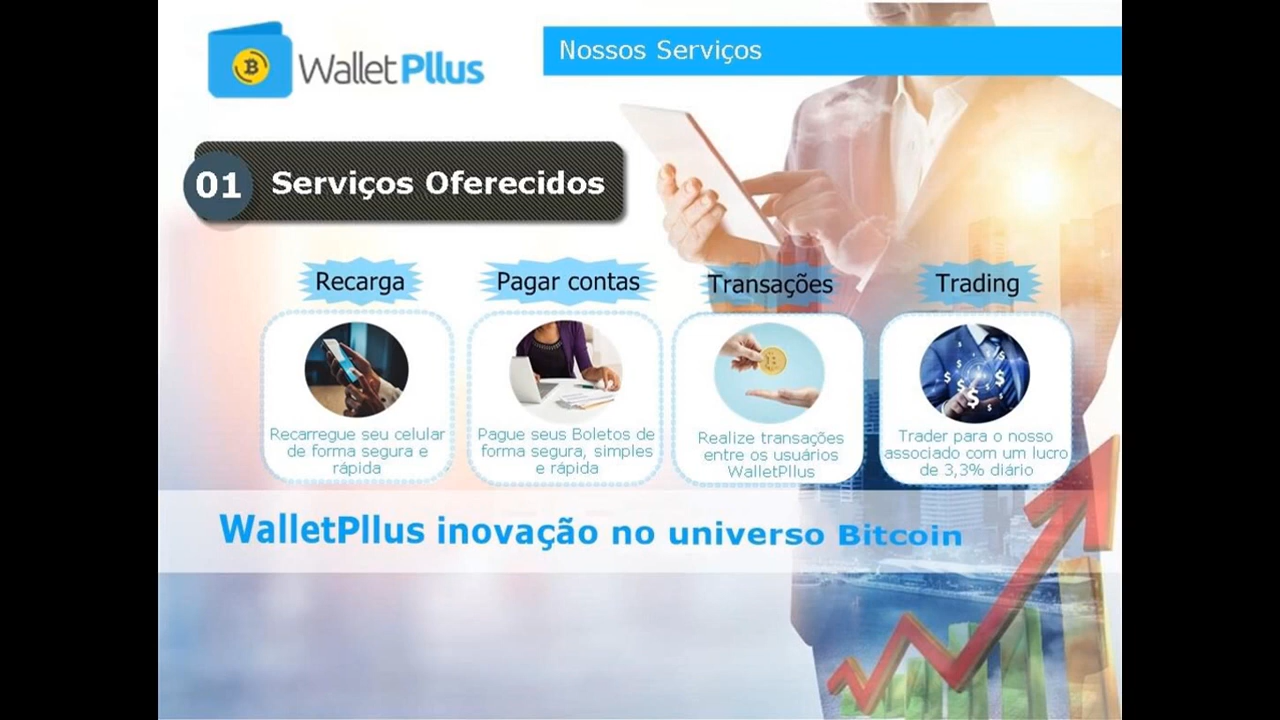 WalletPllus
Nossos Serviços
01 Serviços Oferecidos
Recarga
Recarregue seu celular
de forma segura e
rápida
Pagar contas
Pague seus Boletos de
forma segura, simples
e rápida
Transações
Realize transações
entre os usuários
WalletPllus
Trading
Trader para o nosso
associado com um lucro
de 3,3% diário
WalletPllus inovação no universo Bitcoin